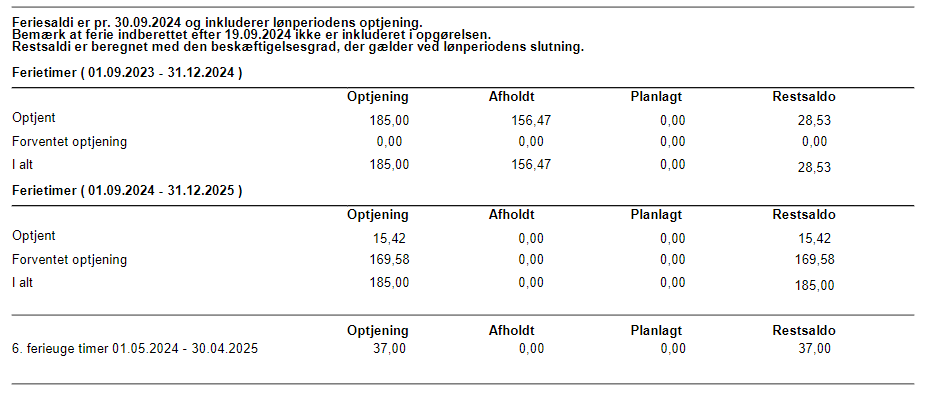 Feriesaldi er pr. 30.09.2024 og inkluderer lønperiodens optjening.
Bemærk at ferie indberettet efter 19.09.2024 ikke er inkluderet i opgørelsen.
Restsaldi er beregnet med den beskæftigelsesgrad, der gælder ved lønperiodens slutning.
Ferietimer ( 01.09.2023 - 31.12.2024 )
Optjening Afholdt Planlagt Restsaldo
Optjent 185,00 156,47 0,00 28,53
Forventet optjening 0,00 0,00 0,00 0,00
I alt 185,00 156,47 0,00 28,53
Ferietimer ( 01.09.2024 - 31.12.2025 )
Optjening Afholdt Planlagt Restsaldo
Optjent 15,42 0,00 0,00 15,42
Forventet optjening 169,58 0,00 0,00 169,58
I alt 185,00 0,00 0,00 185,00
Optjening Afholdt Planlagt Restsaldo
6. ferieuge timer 01.05.2024 - 30.04.2025 37,00 0,00 0,00 37,00